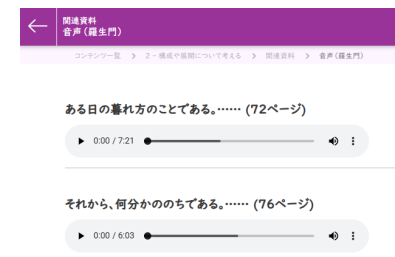 関連資料
音声（羅生門）
コンテンツ一覧 > 2・構成や展開について考える > 関連資料 > 音声（羅生門）
ある日の暮れ方のことである。…… (72ページ)
0:00 / 7:21
それから、何分かののちである。…… (76ページ)
0:00 / 6:03